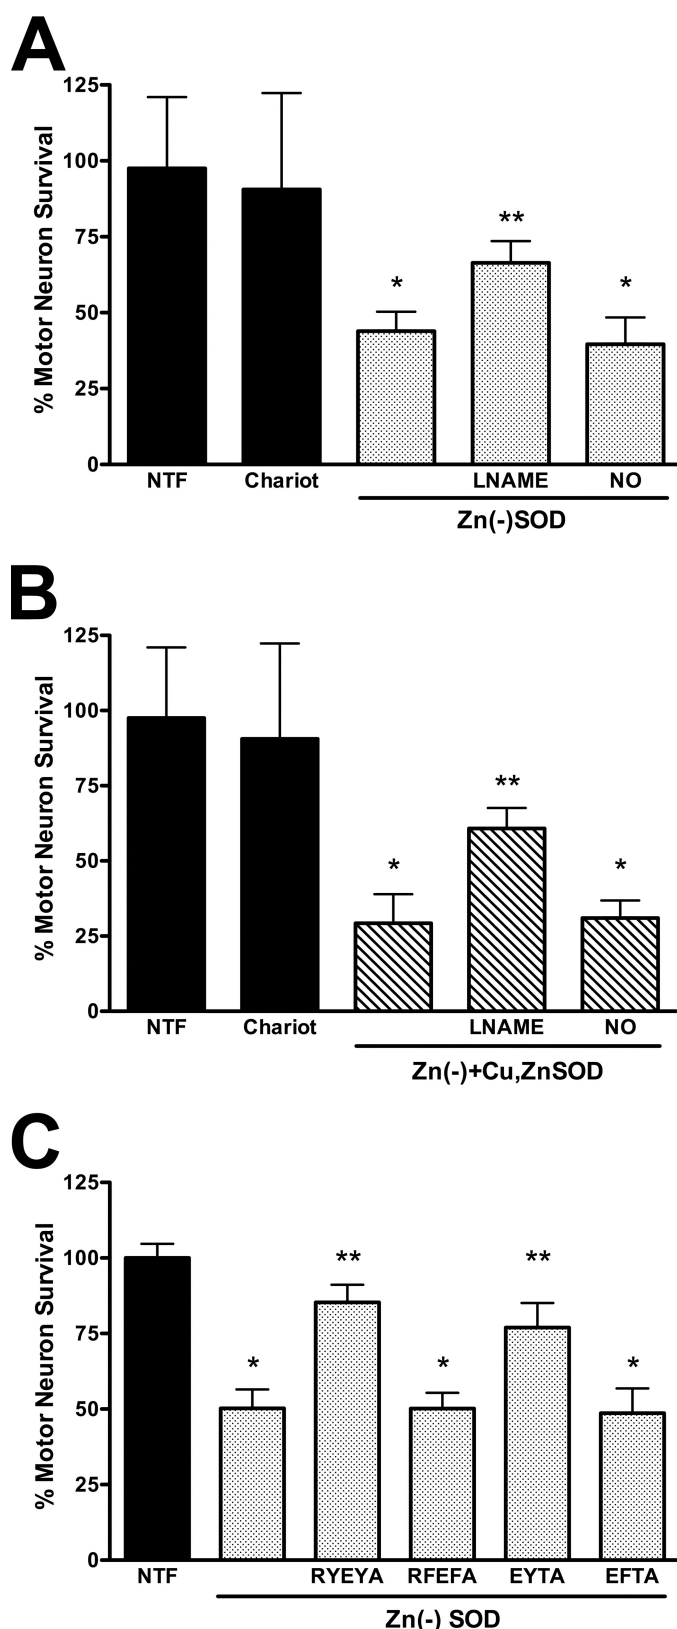 A
% Motor Neuron Survival
125
100
75
50
25
0
*
**
*
NTF Chariot LNAME NO
Zn(-)SOD
B
% Motor Neuron Survival
125
100
75
50
25
0
*
**
*
NTF Chariot LNAME NO
Zn(-)+Cu,ZnSOD
C
% Motor Neuron Survival
125
100
75
50
25
0
*
**
*
**
*
NTF RYEYA RFEFA EYTA EFTA
Zn(-) SOD